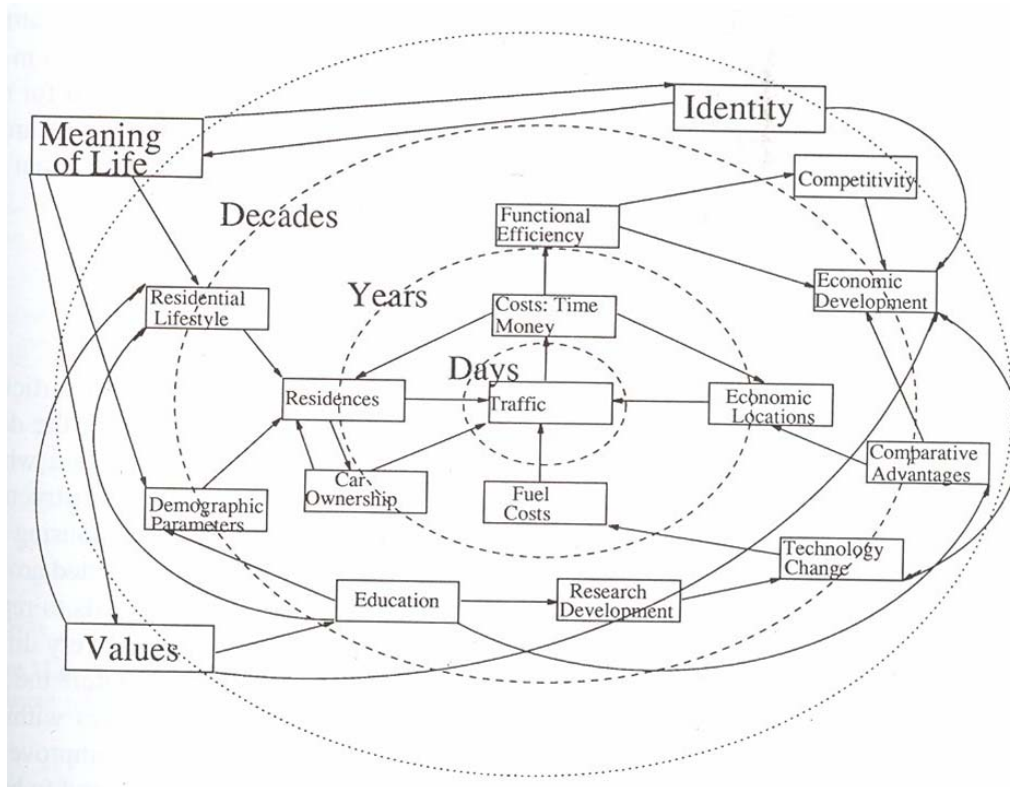 Identity
Meaning
of Life
Competitivity
Decades
Functional
Efficiency
Economic
Development
Residential
Lifestyle
Years
Costs: Time
Money
Days
Residences
Traffic
Economic
Locations
Comparative
Advantages
Car
Ownership
Fuel
Costs
Demographic
Parameters
Technology
Change
Education
Research
Development
Values